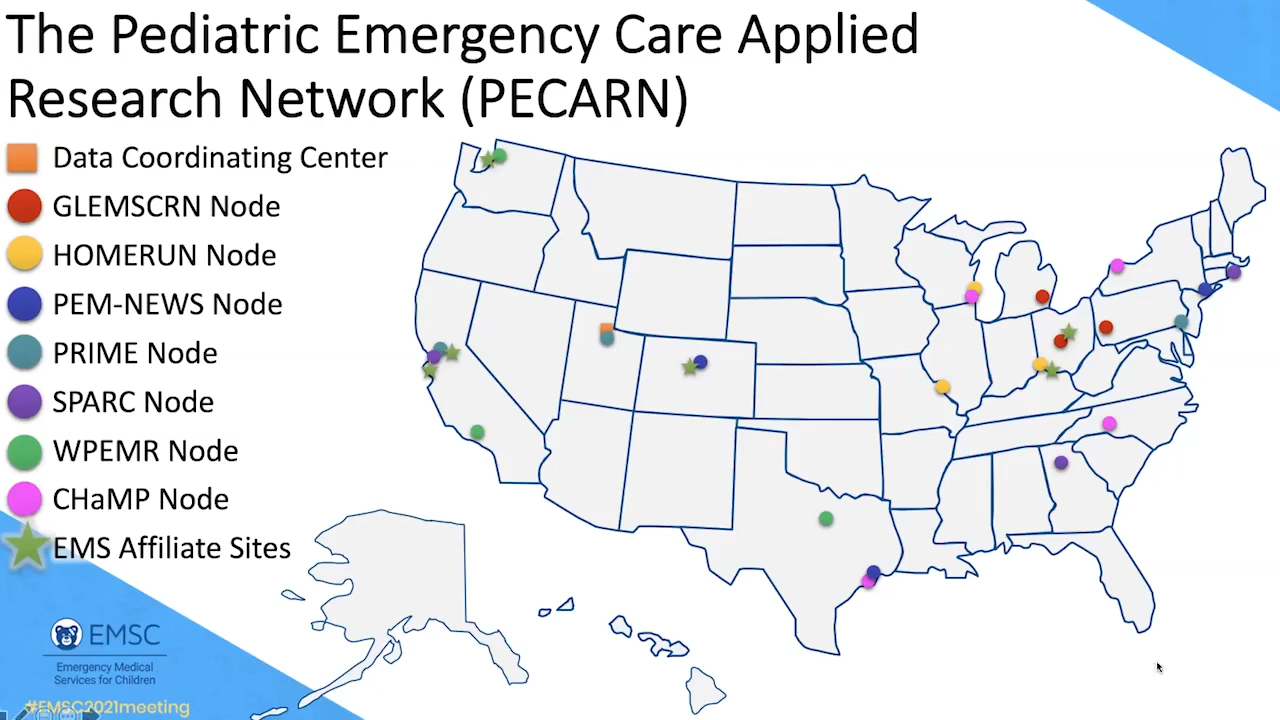 The Pediatric Emergency Care Applied
Research Network (PECARN)
Data Coordinating Center
GLEMSCRN Node
HOMERUN Node
PEM-NEWS Node
PRIME Node
SPARC Node
WPEMR Node
CHaMP Node
EMS Affiliate Sites
EMSC
Emergency Medical
Services for Children
#EMSC2021meeting